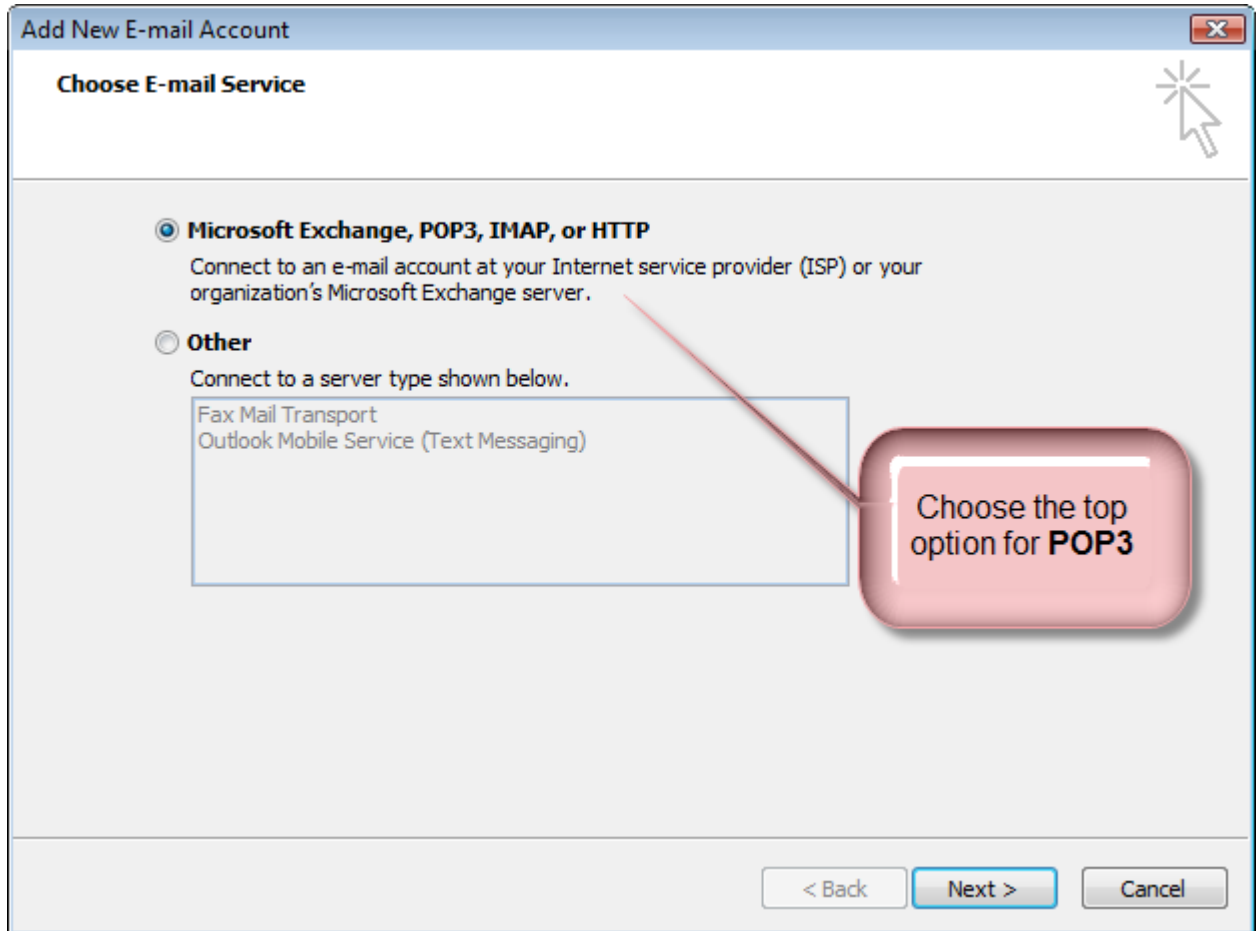 Add New E-mail Account
Choose E-mail Service
Microsoft Exchange, POP3, IMAP, or HTTP
Connect to an e-mail account at your Internet service provider (ISP) or your
organization's Microsoft Exchange server.
Other
Connect to a server type shown below.
Fax Mail Transport
Outlook Mobile Service (Text Messaging)
Choose the top
option for POP3
< Back
Next >
Cancel